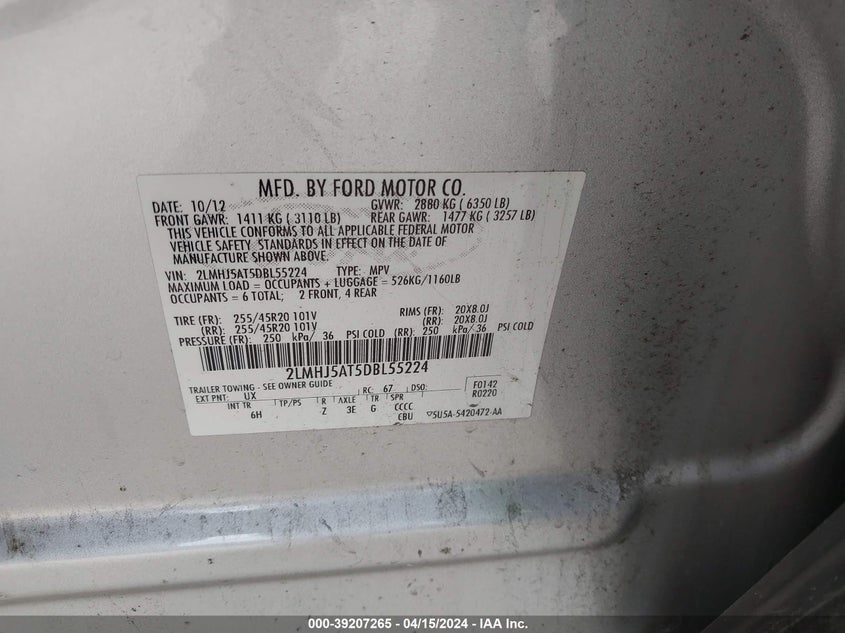 MFD. BY FORD MOTOR CO.
DATE: 10/12 GVWR: 2880 KG ( 6350 LB)
FRONT GAWR: 1411 KG ( 3110 LB) REAR GAWR: 1477 KG ( 3257 LB)
THIS VEHICLE CONFORMS TO ALL APPLICABLE FEDERAL MOTOR
VEHICLE SAFETY STANDARDS IN EFFECT ON THE DATE OF
MANUFACTURE SHOWN ABOVE.
VIN: 2LMHJ5AT5DBL55224 TYPE: MPV
MAXIMUM LOAD = OCCUPANTS + LUGGAGE = 526KG/1160LB
OCCUPANTS = 6 TOTAL; 2 FRONT, 4 REAR
TIRE (FR): 255/45R20 101V RIMS (FR): 20X8.0J
(RR): 255/45R20 101V (RR): 20X8.0J
PRESSURE (FR): 250 kPa/ 36 PSI COLD (RR): 250 kPa/ 36 PSI COLD
2LMHJ5AT5DBL55224
TRAILER TOWING - SEE OWNER GUIDE
EXT PNT: UX RC: 67 DSO: F0142
R0220
INT TR TP/PS R AXLE TR SPR
6H Z 3E G CCCC
CBU 5U5A-5420472-AA
000-39207265 - 04/15/2024 - IAA Inc.